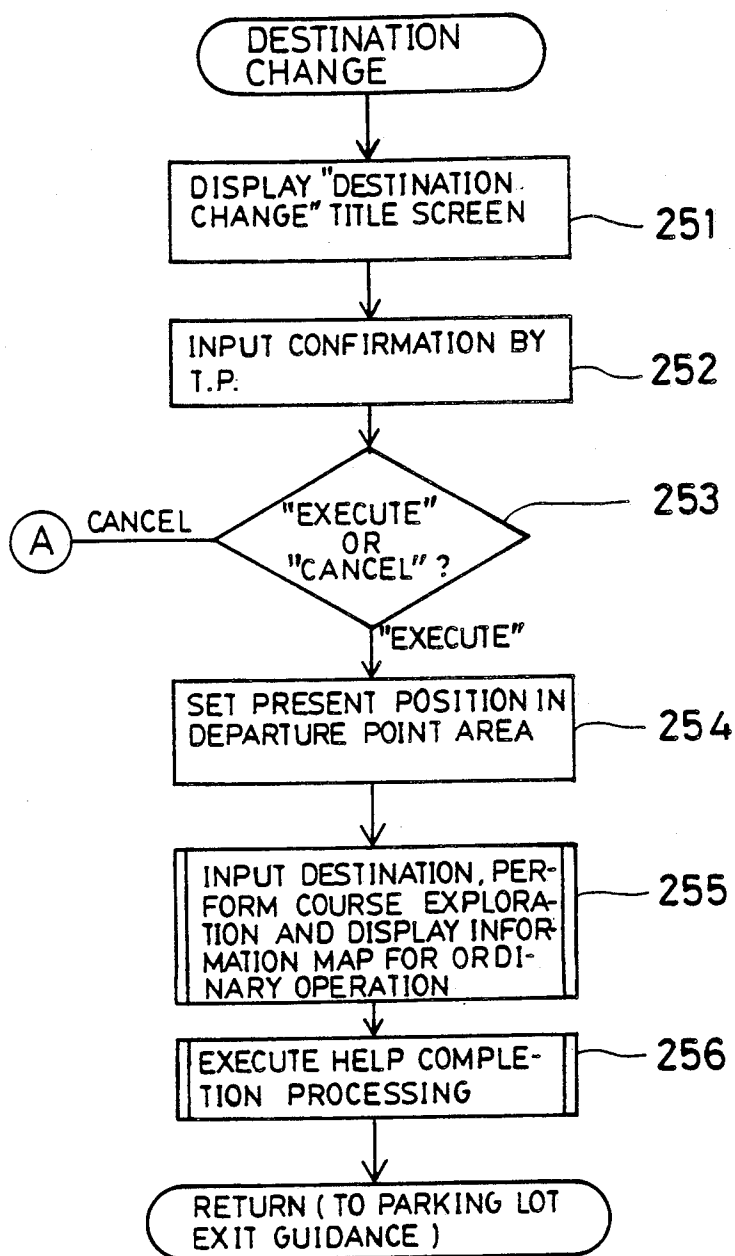 DESTINATION
CHANGE
DISPLAY "DESTINATION
CHANGE" TITLE SCREEN
251
INPUT CONFIRMATION BY
T.P.
252
"EXECUTE"
OR
"CANCEL" ?
253
CANCEL
A
"EXECUTE"
SET PRESENT POSITION IN
DEPARTURE POINT AREA
254
INPUT DESTINATION, PER-
FORM COURSE EXPLORA-
TION AND DISPLAY INFOR-
MATION MAP FOR ORDI-
NARY OPERATION
255
EXECUTE HELP COMPLE-
TION PROCESSING
256
RETURN ( TO PARKING LOT
EXIT GUIDANCE )